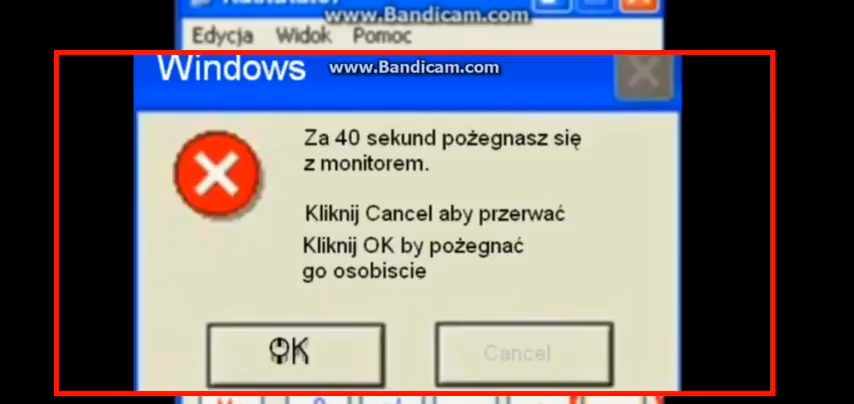 www.Bandicam.com
Edycja Widok Pomoc
Windows
www.Bandicam.com
Za 40 sekund pożegnasz się
z monitorem.
Kliknij Cancel aby przerwać
Kliknij OK by pożegnać
go osobiscie
OK
Cancel